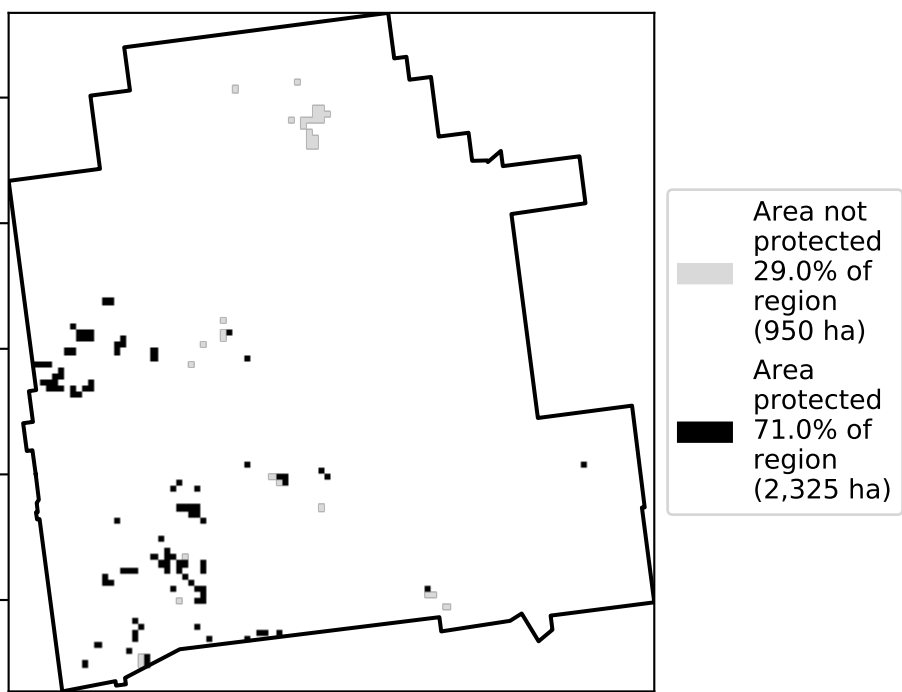 Area not
protected
29.0% of
region
(950 ha)
Area
protected
71.0% of
region
(2,325 ha)